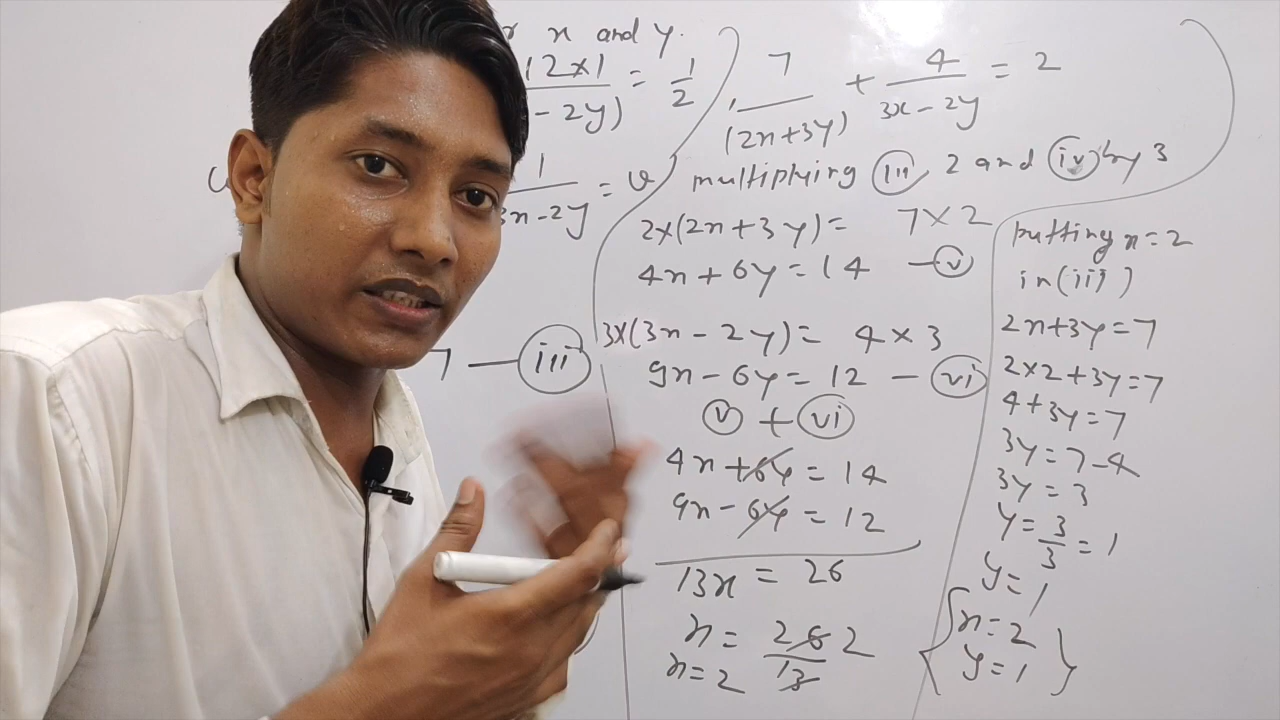 x and y.
12×1 / - 2y) = 1/2
1 / 3x-2y = v
7 — (iii)
7 / (2x+3y) + 4 / 3x-2y = 2
multiplying (iii), 2 and (iv) by 3
2×(2x+3y)= 7×2
4x+6y=14 —(v)
3×(3x-2y)= 4×3
9x-6y=12 -(vi)
(v) + (vi)
4x+6y=14
9x-6y=12
13x = 26
x= 26/13 2
x=2
putting x=2
in(iii)
2x+3y=7
2×2+3y=7
4+3y=7
3y=7-4
3y=3
y=3/3=1
y=1
{x=2
y=1}